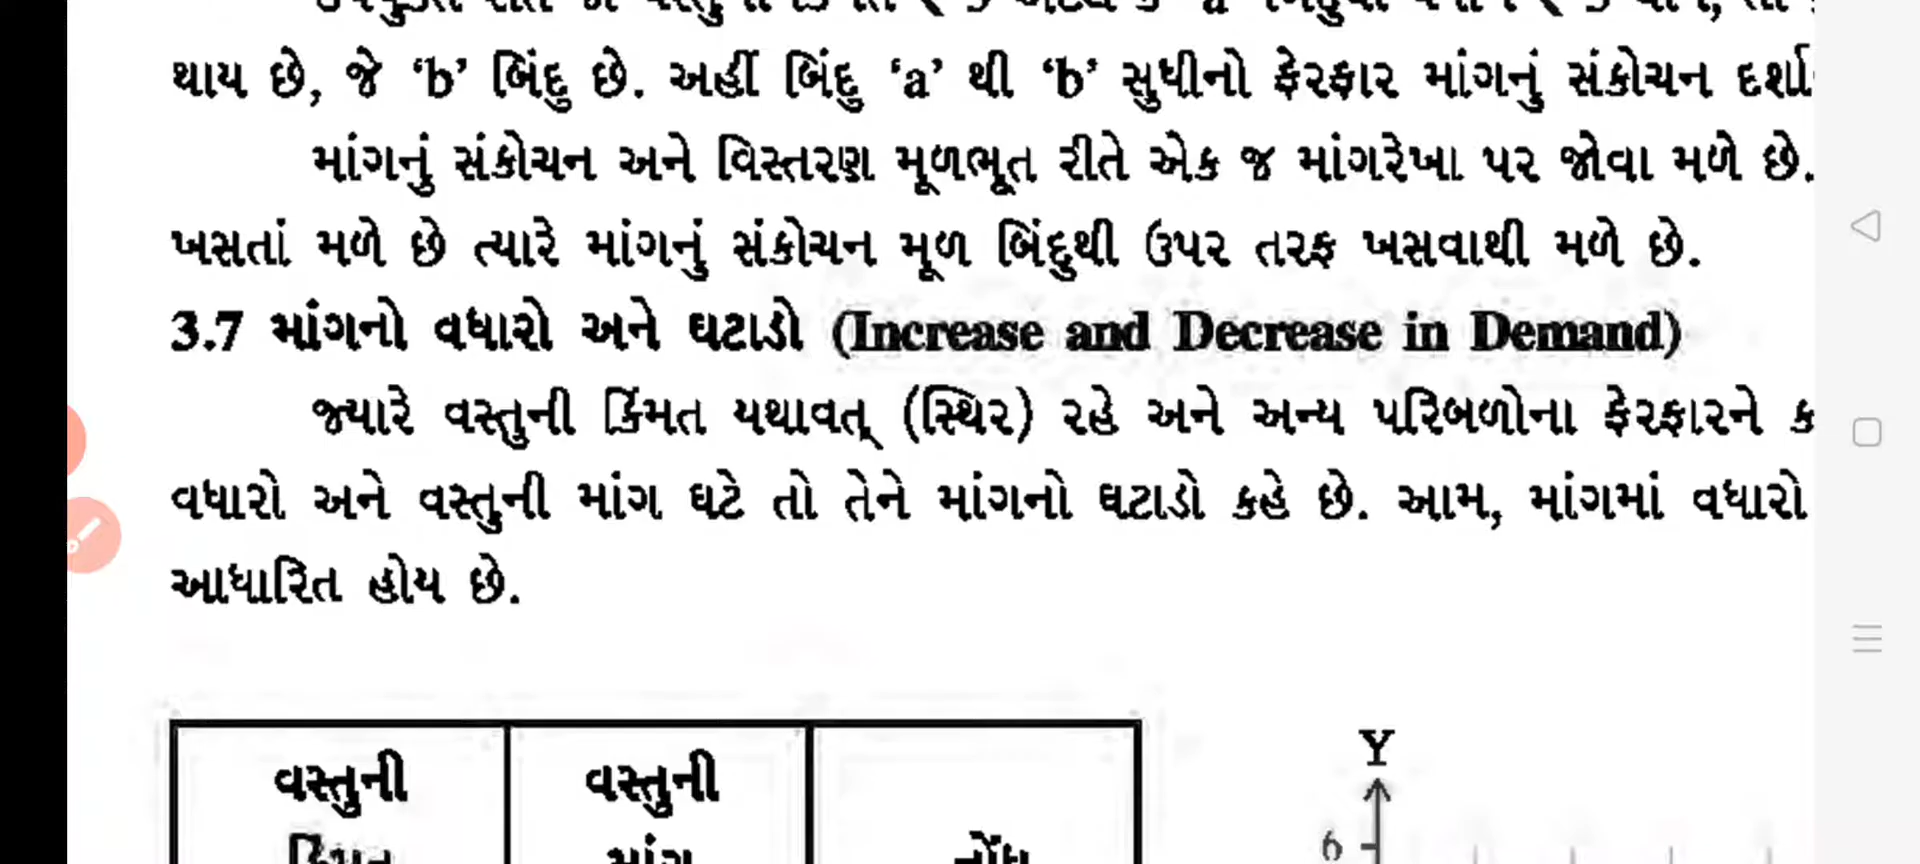 થાય છે, જે ‘b’ બિંદુ છે. અહીં બિંદુ ‘a’ થી ‘b’ સુધીનો ફેરફાર માંગનું સંકોચન
માંગનું સંકોચન અને વિસ્તરણ મૂળભૂત રીતે એક જ માંગરેખા પર જોવા મળે છે.
ખસતાં મળે છે ત્યારે માંગનું સંકોચન મૂળ બિંદુથી ઉપર તરફ ખસવાથી મળે છે.
3.7 માંગનો વધારો અને ઘટાડો (Increase and Decrease in Demand)
જ્યારે વસ્તુની કિંમત યથાવત્ (સ્થિર) રહે અને અન્ય પરિબળોના ફેરફારને
વધારો અને વસ્તુની માંગ ઘટે તો તેને માંગનો ઘટાડો કહે છે. આમ, માંગમાં વધારો
આધારિત હોય છે.
વસ્તુની
વસ્તુની
Y
6